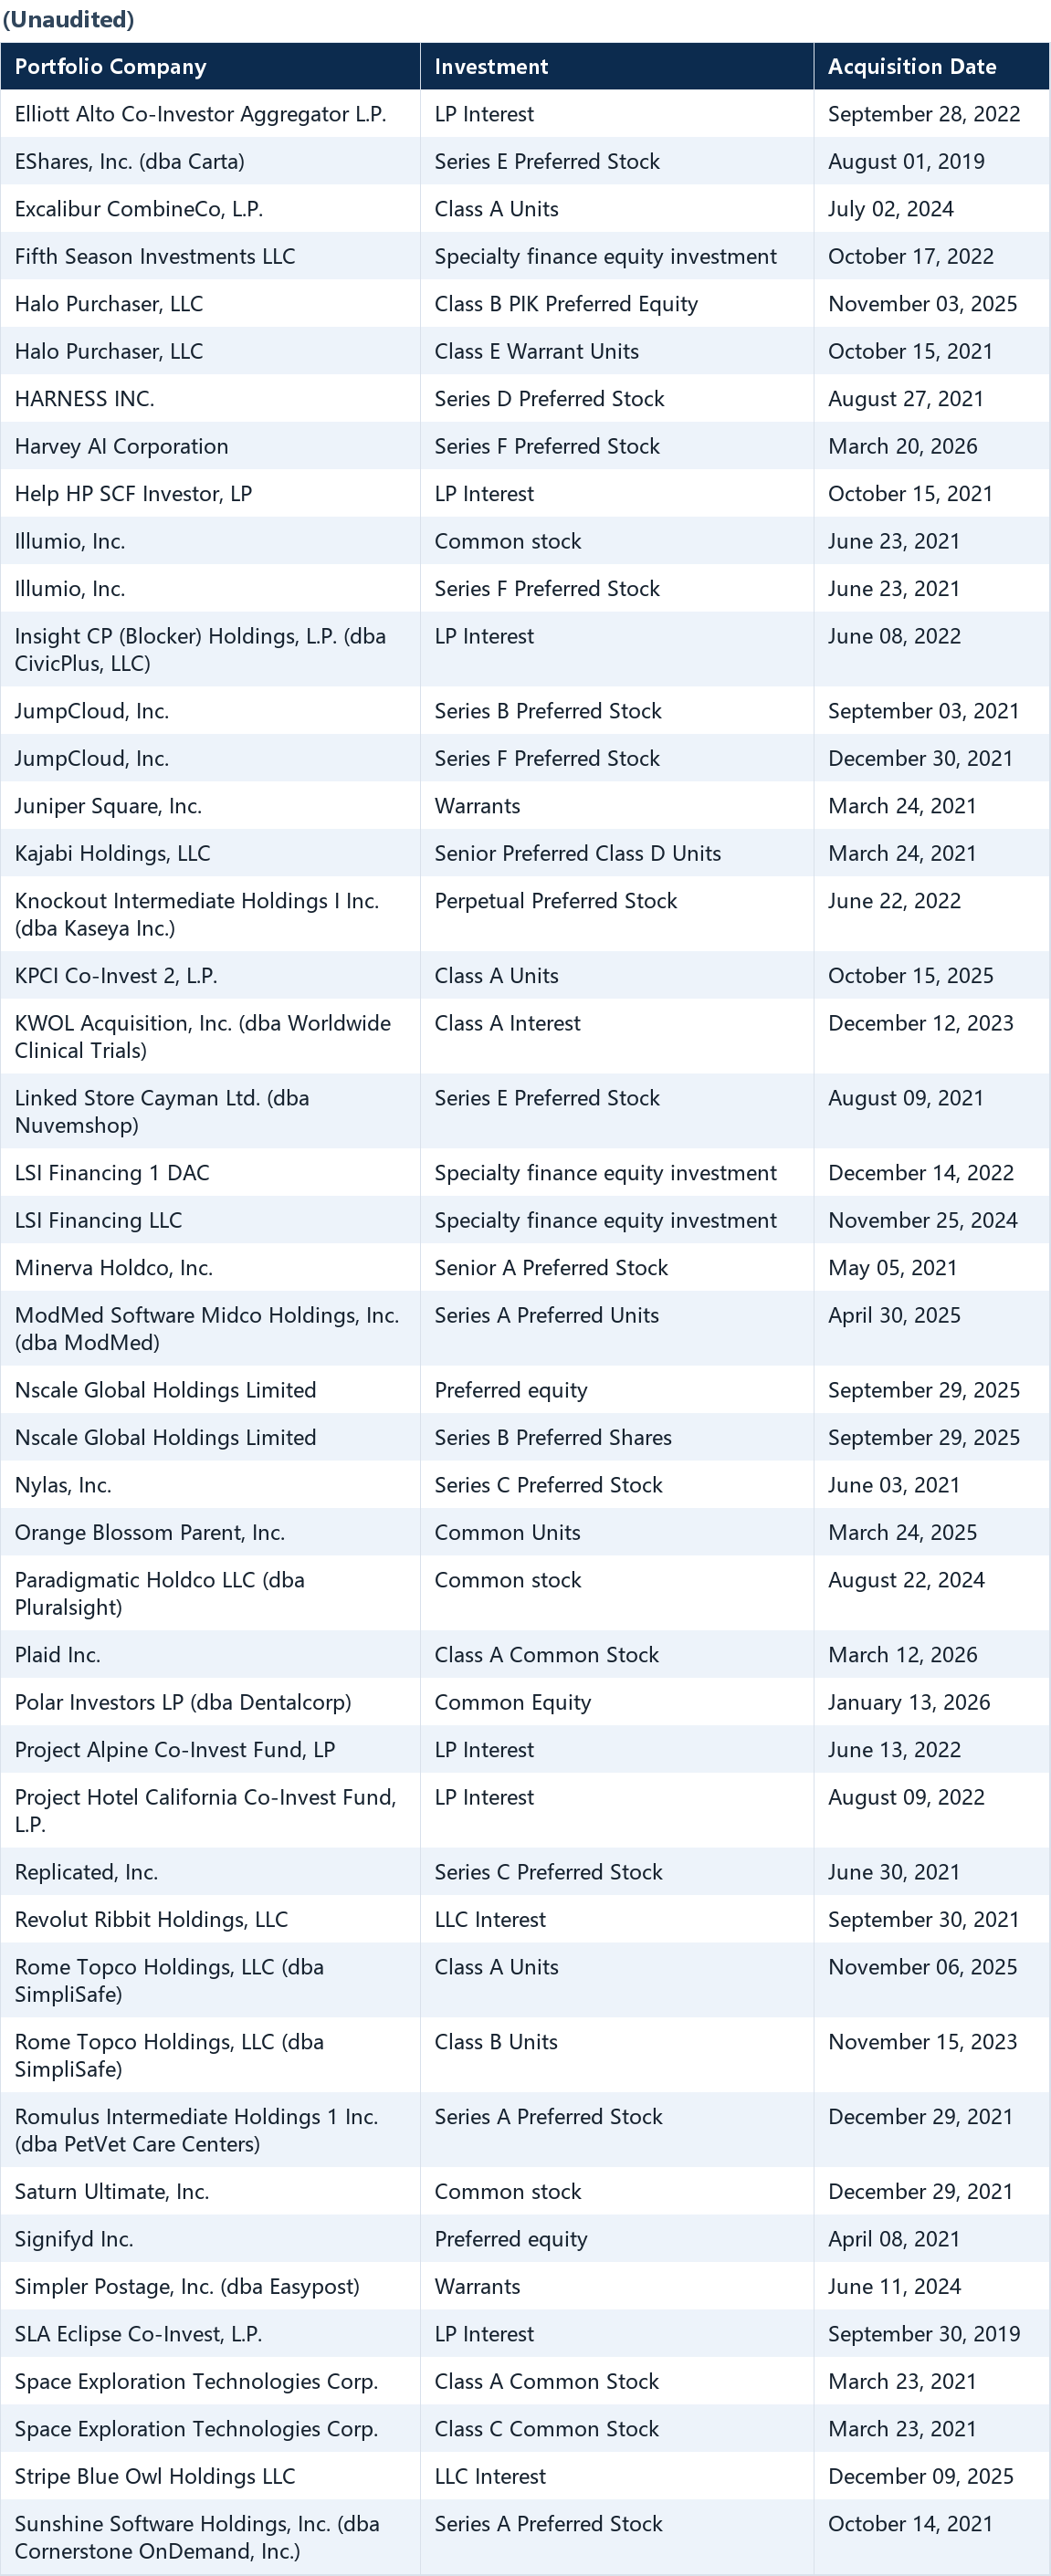 (Unaudited)
Portfolio Company Investment Acquisition Date
Elliott Alto Co-Investor Aggregator L.P. LP Interest September 28, 2022
EShares, Inc. (dba Carta) Series E Preferred Stock August 01, 2019
Excalibur CombineCo, L.P. Class A Units July 02, 2024
Fifth Season Investments LLC Specialty finance equity investment October 17, 2022
Halo Purchaser, LLC Class B PIK Preferred Equity November 03, 2025
Halo Purchaser, LLC Class E Warrant Units October 15, 2021
HARNESS INC. Series D Preferred Stock August 27, 2021
Harvey AI Corporation Series F Preferred Stock March 20, 2026
Help HP SCF Investor, LP LP Interest October 15, 2021
Illumio, Inc. Common stock June 23, 2021
Illumio, Inc. Series F Preferred Stock June 23, 2021
Insight CP (Blocker) Holdings, L.P. (dba LP Interest June 08, 2022
CivicPlus, LLC)
JumpCloud, Inc. Series B Preferred Stock September 03, 2021
JumpCloud, Inc. Series F Preferred Stock December 30, 2021
Juniper Square, Inc. Warrants March 24, 2021
Kajabi Holdings, LLC Senior Preferred Class D Units March 24, 2021
Knockout Intermediate Holdings I Inc. Perpetual Preferred Stock June 22, 2022
(dba Kaseya Inc.)
KPCI Co-Invest 2, L.P. Class A Units October 15, 2025
KWOL Acquisition, Inc. (dba Worldwide Class A Interest December 12, 2023
Clinical Trials)
Linked Store Cayman Ltd. (dba Series E Preferred Stock August 09, 2021
Nuvemshop)
LSI Financing 1 DAC Specialty finance equity investment December 14, 2022
LSI Financing LLC Specialty finance equity investment November 25, 2024
Minerva Holdco, Inc. Senior A Preferred Stock May 05, 2021
ModMed Software Midco Holdings, Inc. Series A Preferred Units April 30, 2025
(dba ModMed)
Nscale Global Holdings Limited Preferred equity September 29, 2025
Nscale Global Holdings Limited Series B Preferred Shares September 29, 2025
Nylas, Inc. Series C Preferred Stock June 03, 2021
Orange Blossom Parent, Inc. Common Units March 24, 2025
Paradigmatic Holdco LLC (dba Common stock August 22, 2024
Pluralsight)
Plaid Inc. Class A Common Stock March 12, 2026
Polar Investors LP (dba Dentalcorp) Common Equity January 13, 2026
Project Alpine Co-Invest Fund, LP LP Interest June 13, 2022
Project Hotel California Co-Invest Fund, LP Interest August 09, 2022
L.P.
Replicated, Inc. Series C Preferred Stock June 30, 2021
Revolut Ribbit Holdings, LLC LLC Interest September 30, 2021
Rome Topco Holdings, LLC (dba Class A Units November 06, 2025
SimpliSafe)
Rome Topco Holdings, LLC (dba Class B Units November 15, 2023
SimpliSafe)
Romulus Intermediate Holdings 1 Inc. Series A Preferred Stock December 29, 2021
(dba PetVet Care Centers)
Saturn Ultimate, Inc. Common stock December 29, 2021
Signifyd Inc. Preferred equity April 08, 2021
Simpler Postage, Inc. (dba Easypost) Warrants June 11, 2024
SLA Eclipse Co-Invest, L.P. LP Interest September 30, 2019
Space Exploration Technologies Corp. Class A Common Stock March 23, 2021
Space Exploration Technologies Corp. Class C Common Stock March 23, 2021
Stripe Blue Owl Holdings LLC LLC Interest December 09, 2025
Sunshine Software Holdings, Inc. (dba Series A Preferred Stock October 14, 2021
Cornerstone OnDemand, Inc.)